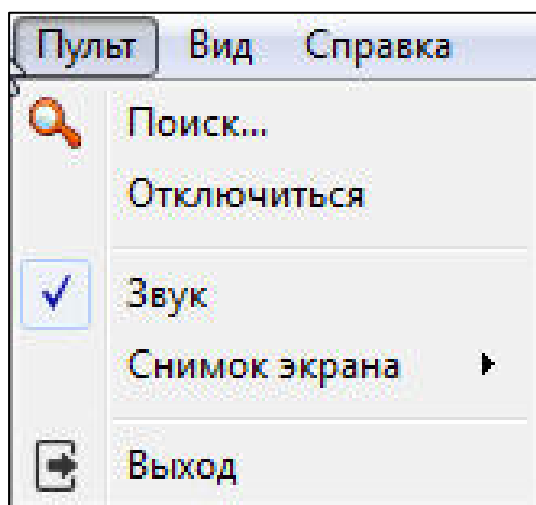 Пульт Вид Справка
Поиск...
Отключиться
Звук
Снимок экрана
Выход